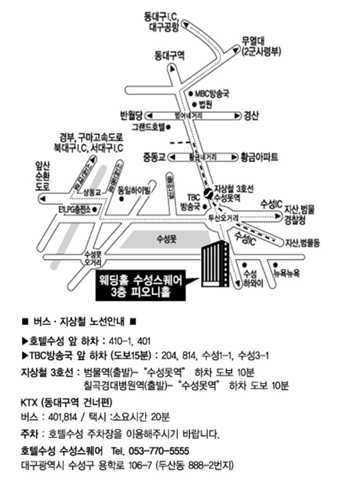 동대구I.C,
대구공항
무열대
(2군사령부)
동대구역
MBC방송국
법원
반월당
범어네거리
경산
그랜드호텔
경부, 구마고속도로
북대구I.C, 서대구I.C
중동교
황금네거리
황금아파트
앞산
순환
도로
지상철 3호선
수성못역
상동교
동일하이빌
TBC
방송국
수성IC
E1LPG충전소
두산오거리
지산,범물
경찰청
수성못
수성IC
지산,범물동
수성못
오거리
웨딩홀 수성스퀘어
3층 피오니홀
수성
하와이
뉴욕뉴욕
■ 버스 · 지상철 노선안내 ■
▶호텔수성 앞 하차 : 410-1, 401
▶TBC방송국 앞 하차 (도보15분) : 204, 814, 수성1-1, 수성3-1
지상철 3호선 : 범물역(출발)-“수성못역” 하차 도보 10분
칠곡경대병원역(출발)-“수성못역” 하차 도보 10분
KTX (동대구역 건너편)
버스 : 401,814 / 택시 :소요시간 20분
주차 : 호텔수성 주차장을 이용해주시기 바랍니다.
호텔수성 수성스퀘어 Tel. 053-770-5555
대구광역시 수성구 용학로 106-7 (두산동 888-2번지)